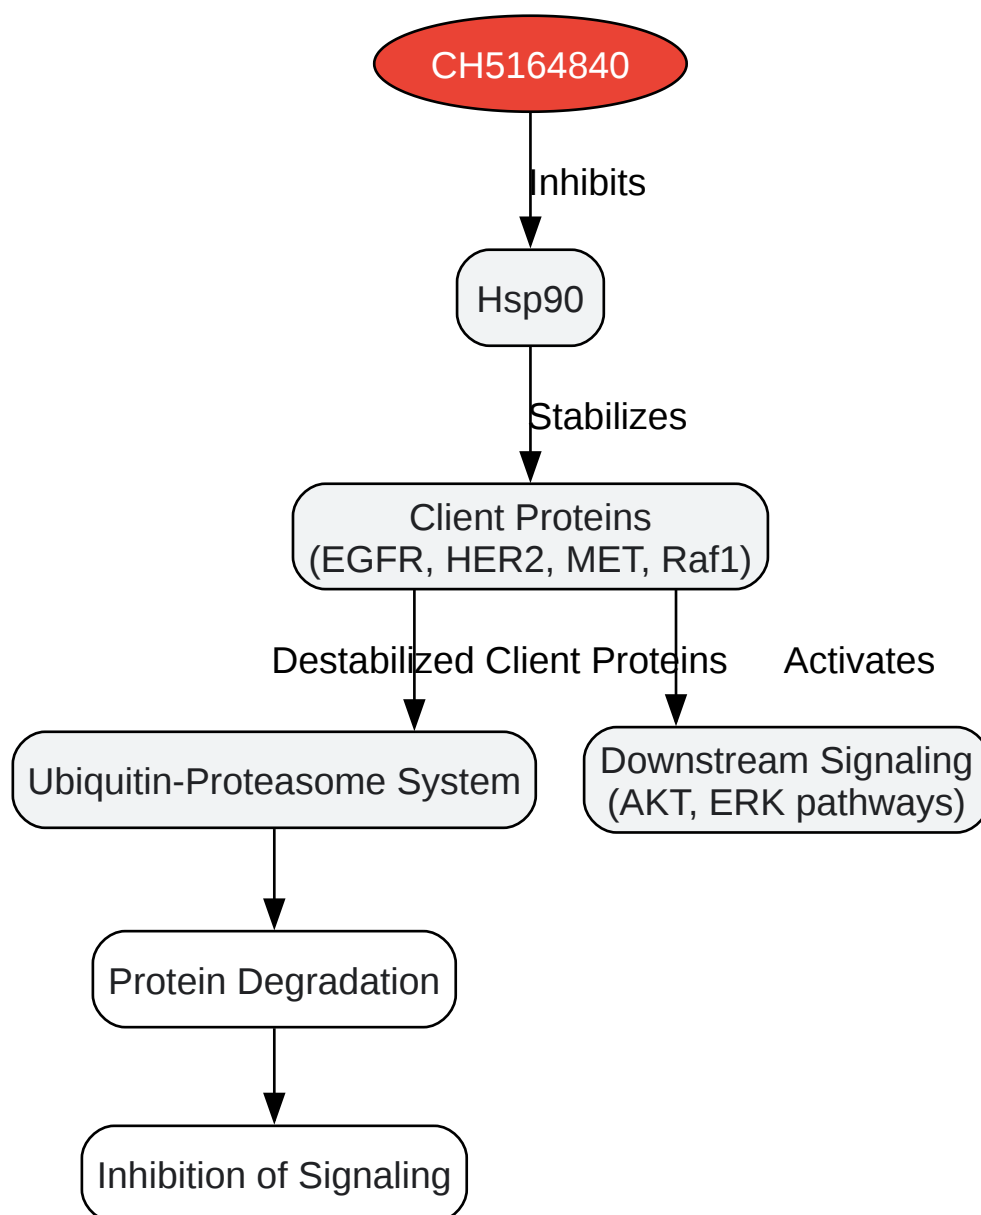 CH5164840
Inhibits
Hsp90
Stabilizes
Client Proteins
(EGFR, HER2, MET, Raf1)
Destabilized Client Proteins
Activates
Ubiquitin-Proteasome System
Downstream Signaling
(AKT, ERK pathways)
Protein Degradation
Inhibition of Signaling